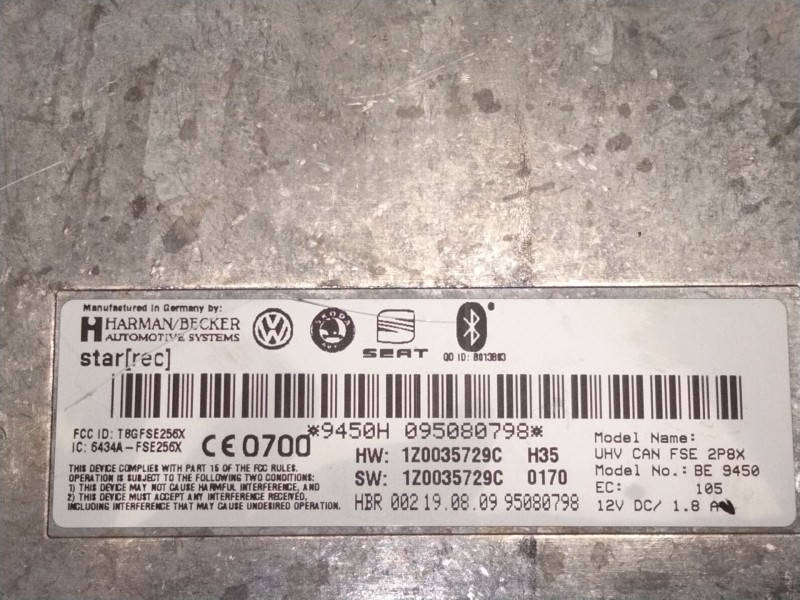 Manufactured in Germany by:
HARMAN/BECKER
AUTOMOTIVE SYSTEMS
star[rec]
SKODA
SEAT
QD ID: B013883
*9450H 095080798*
FCC ID: T8GFSE256X
IC: 6434A-FSE256X
CE0700
HW: 1Z0035729C H35
SW: 1Z0035729C 0170
HBR 002 19.08.09 95080798
THIS DEVICE COMPLIES WITH PART 15 OF THE FCC RULES.
OPERATION IS SUBJECT TO THE FOLLOWING TWO CONDITIONS:
1) THIS DEVICE MAY NOT CAUSE HARMFUL INTERFERENCE, AND
2) THIS DEVICE MUST ACCEPT ANY INTERFERENCE RECEIVED,
INCLUDING INTERFERENCE THAT MAY CAUSE UNDESIRED OPERATION.
Model Name:
UHV CAN FSE 2P8X
Model No.: BE 9450
EC: 105
12V DC/ 1.8 A